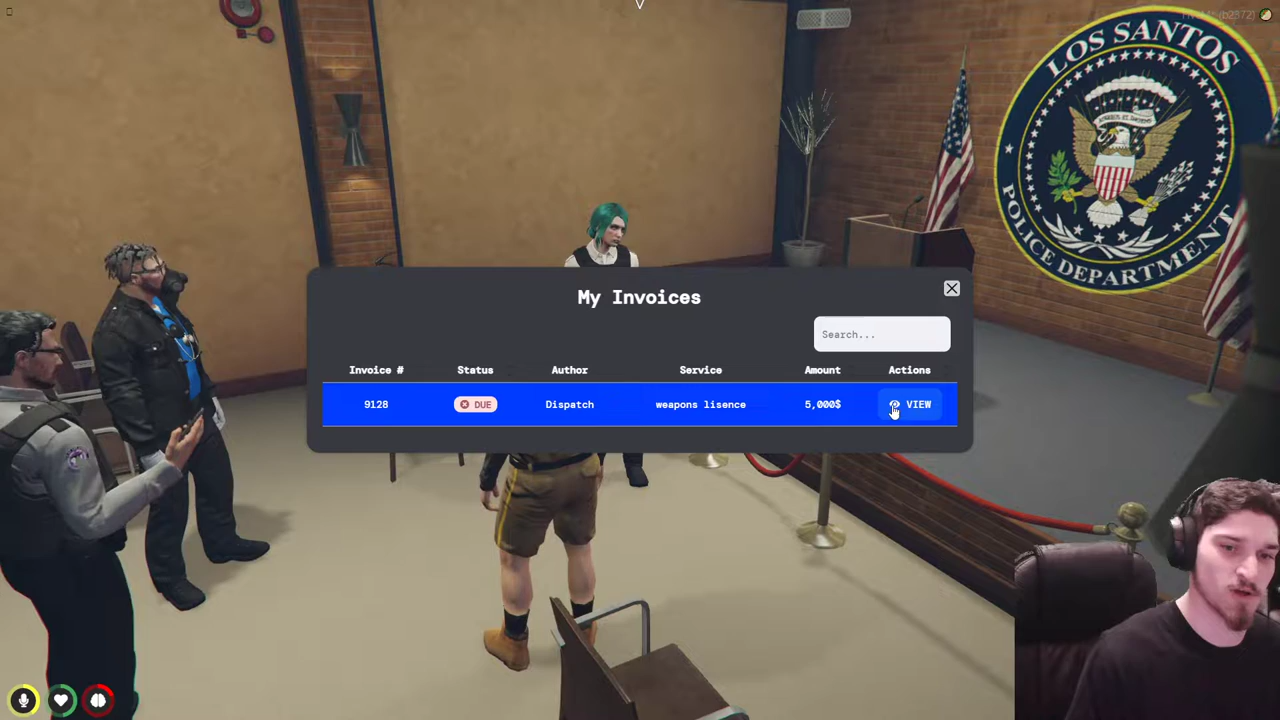 LOS SANTOS
POLICE DEPARTMENT
My Invoices
Search...
Invoice # Status Author Service Amount Actions
9128 DUE Dispatch weapons lisence 5,000$ VIEW